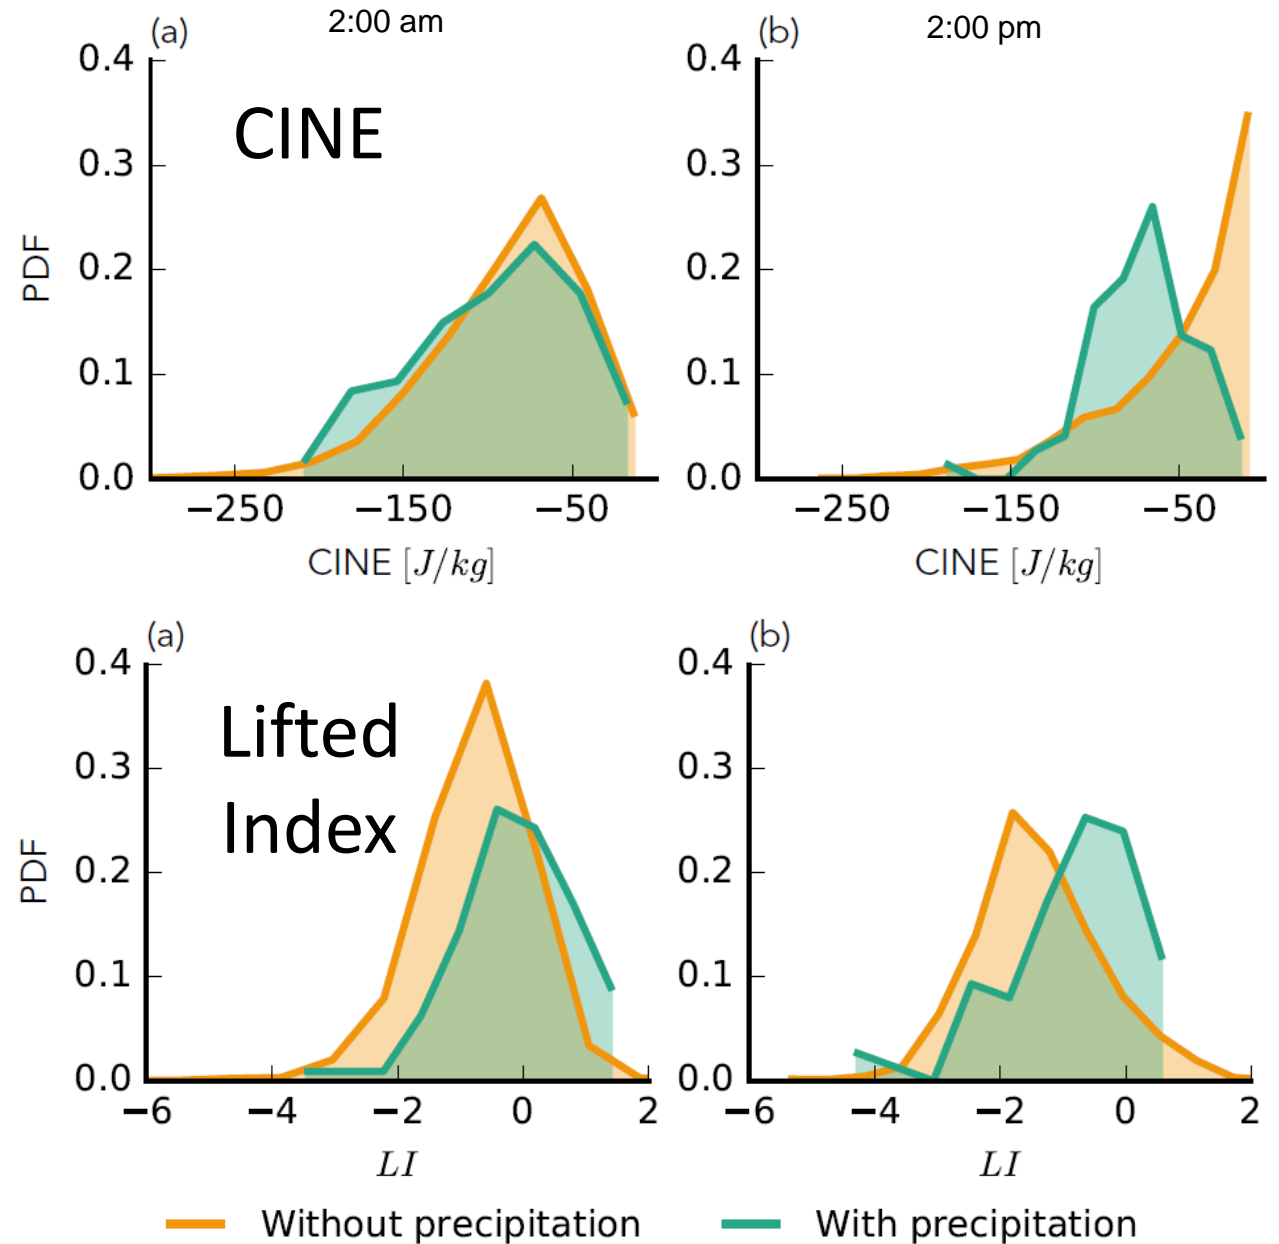 (a) 2:00 am
(b) 2:00 pm
CINE
PDF
0.4
0.3
0.2
0.1
0.0
−250 −150 −50
CINE [J/kg]
0.4
0.3
0.2
0.1
0.0
−250 −150 −50
CINE [J/kg]
(a)
Lifted
Index
PDF
0.4
0.3
0.2
0.1
0.0
−6 −4 −2 0 2
LI
(b)
0.4
0.3
0.2
0.1
0.0
−6 −4 −2 0 2
LI
Without precipitation
With precipitation